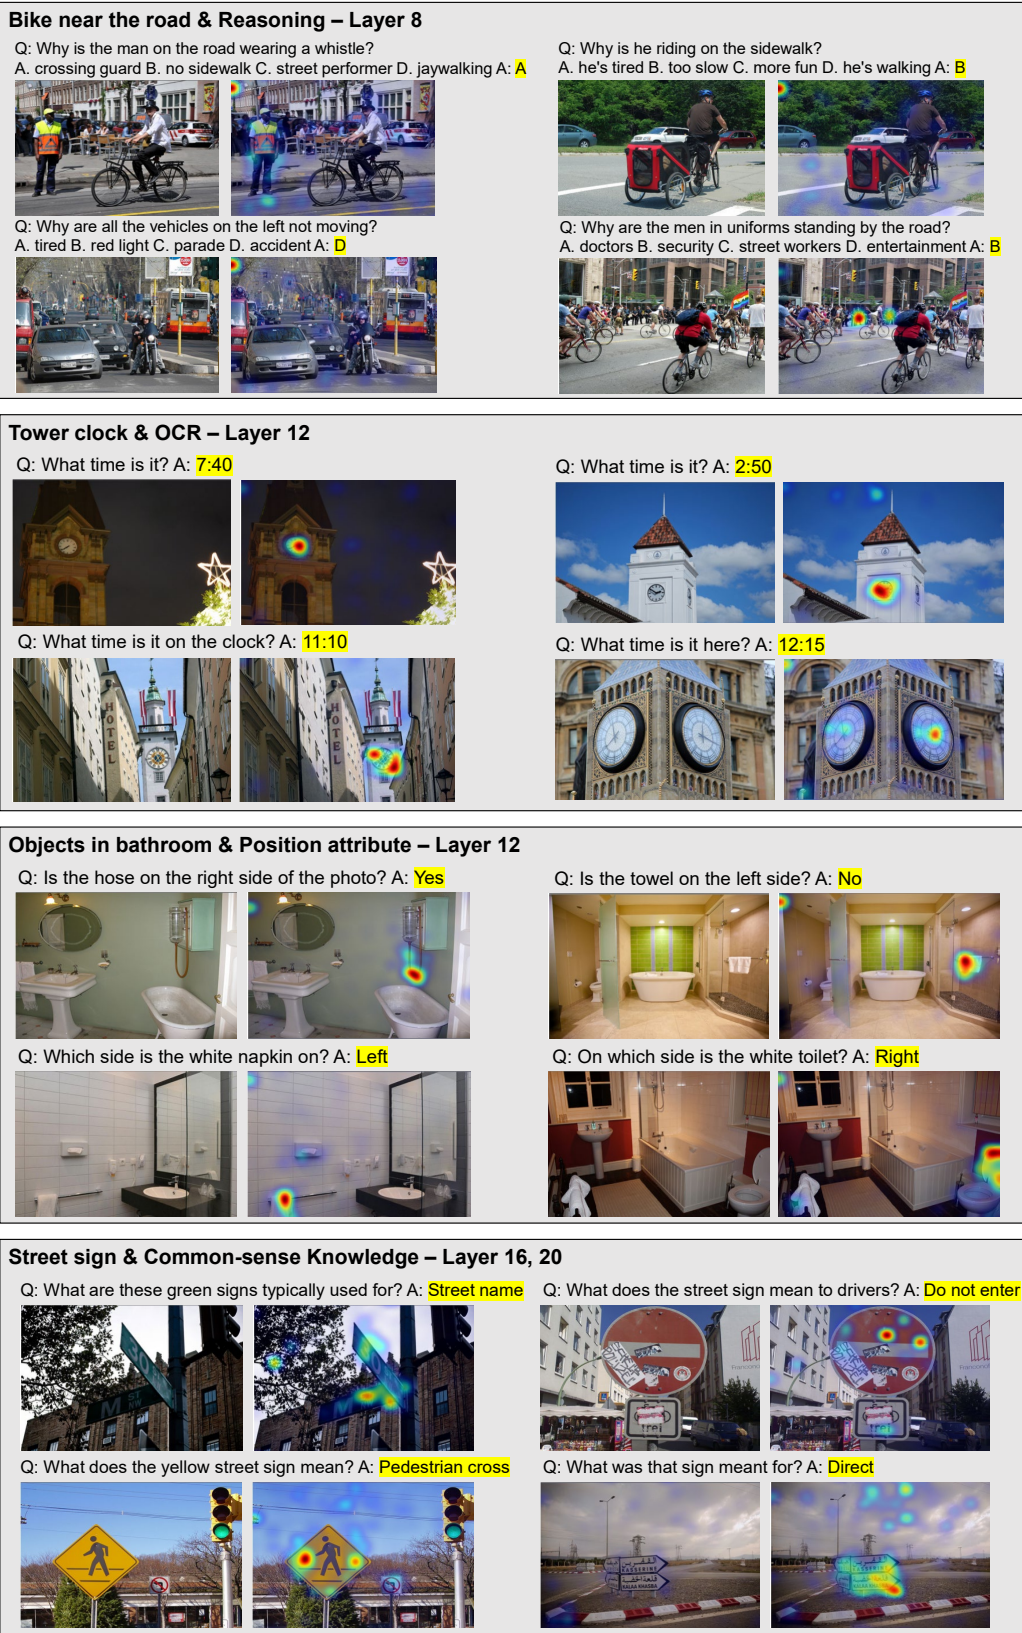 Bike near the road & Reasoning – Layer 8
Q: Why is the man on the road wearing a whistle?
A. crossing guard B. no sidewalk C. street performer D. jaywalking A: A
Q: Why is he riding on the sidewalk?
A. he's tired B. too slow C. more fun D. he's walking A: B
Q: Why are all the vehicles on the left not moving?
A. tired B. red light C. parade D. accident A: D
Q: Why are the men in uniforms standing by the road?
A. doctors B. security C. street workers D. entertainment A: B
Tower clock & OCR – Layer 12
Q: What time is it? A: 7:40
Q: What time is it? A: 2:50
Q: What time is it on the clock? A: 11:10
Q: What time is it here? A: 12:15
HOTEL
HOTEL
Objects in bathroom & Position attribute – Layer 12
Q: Is the hose on the right side of the photo? A: Yes
Q: Is the towel on the left side? A: No
Q: Which side is the white napkin on? A: Left
Q: On which side is the white toilet? A: Right
Street sign & Common-sense Knowledge – Layer 16, 20
Q: What are these green signs typically used for? A: Street name
Q: What does the street sign mean to drivers? A: Do not enter
30
M
M
frei
frei
Q: What does the yellow street sign mean? A: Pedestrian cross
Q: What was that sign meant for? A: Direct
KASSERINE
KALAA KHASBA
KASSERINE
KALAA KHASBA